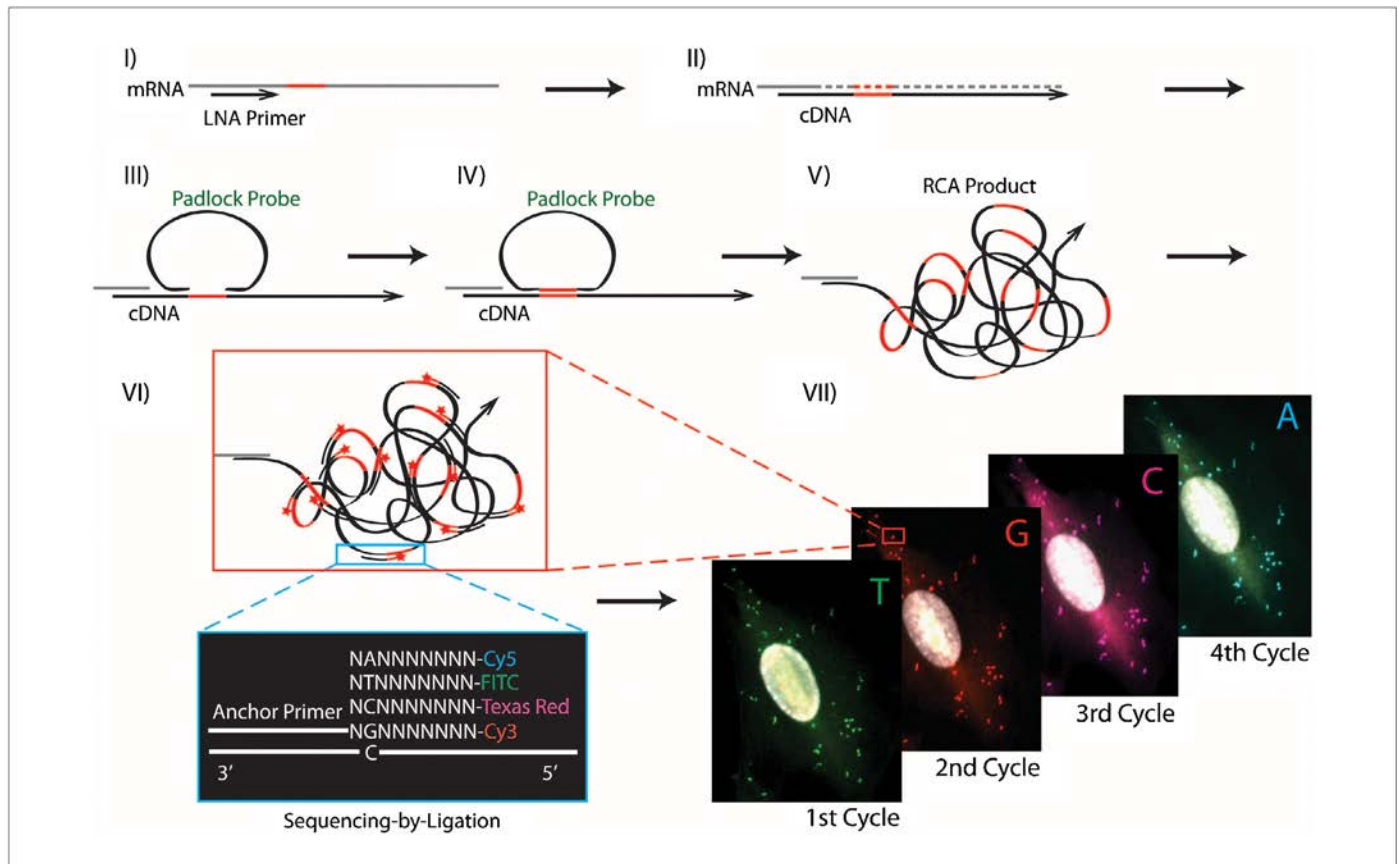 I)
mRNA
LNA Primer
II)
mRNA
cDNA
III)
Padlock Probe
cDNA
IV)
Padlock Probe
cDNA
V)
RCA Product
VI)
NANNNNNNN-Cy5
NTNNNNNNN-FITC
NCNNNNNNN-Texas Red
Anchor Primer
NGNNNNNNN-Cy3
C
3′
5′
Sequencing-by-Ligation
VII)
T
1st Cycle
G
2nd Cycle
C
3rd Cycle
A
4th Cycle